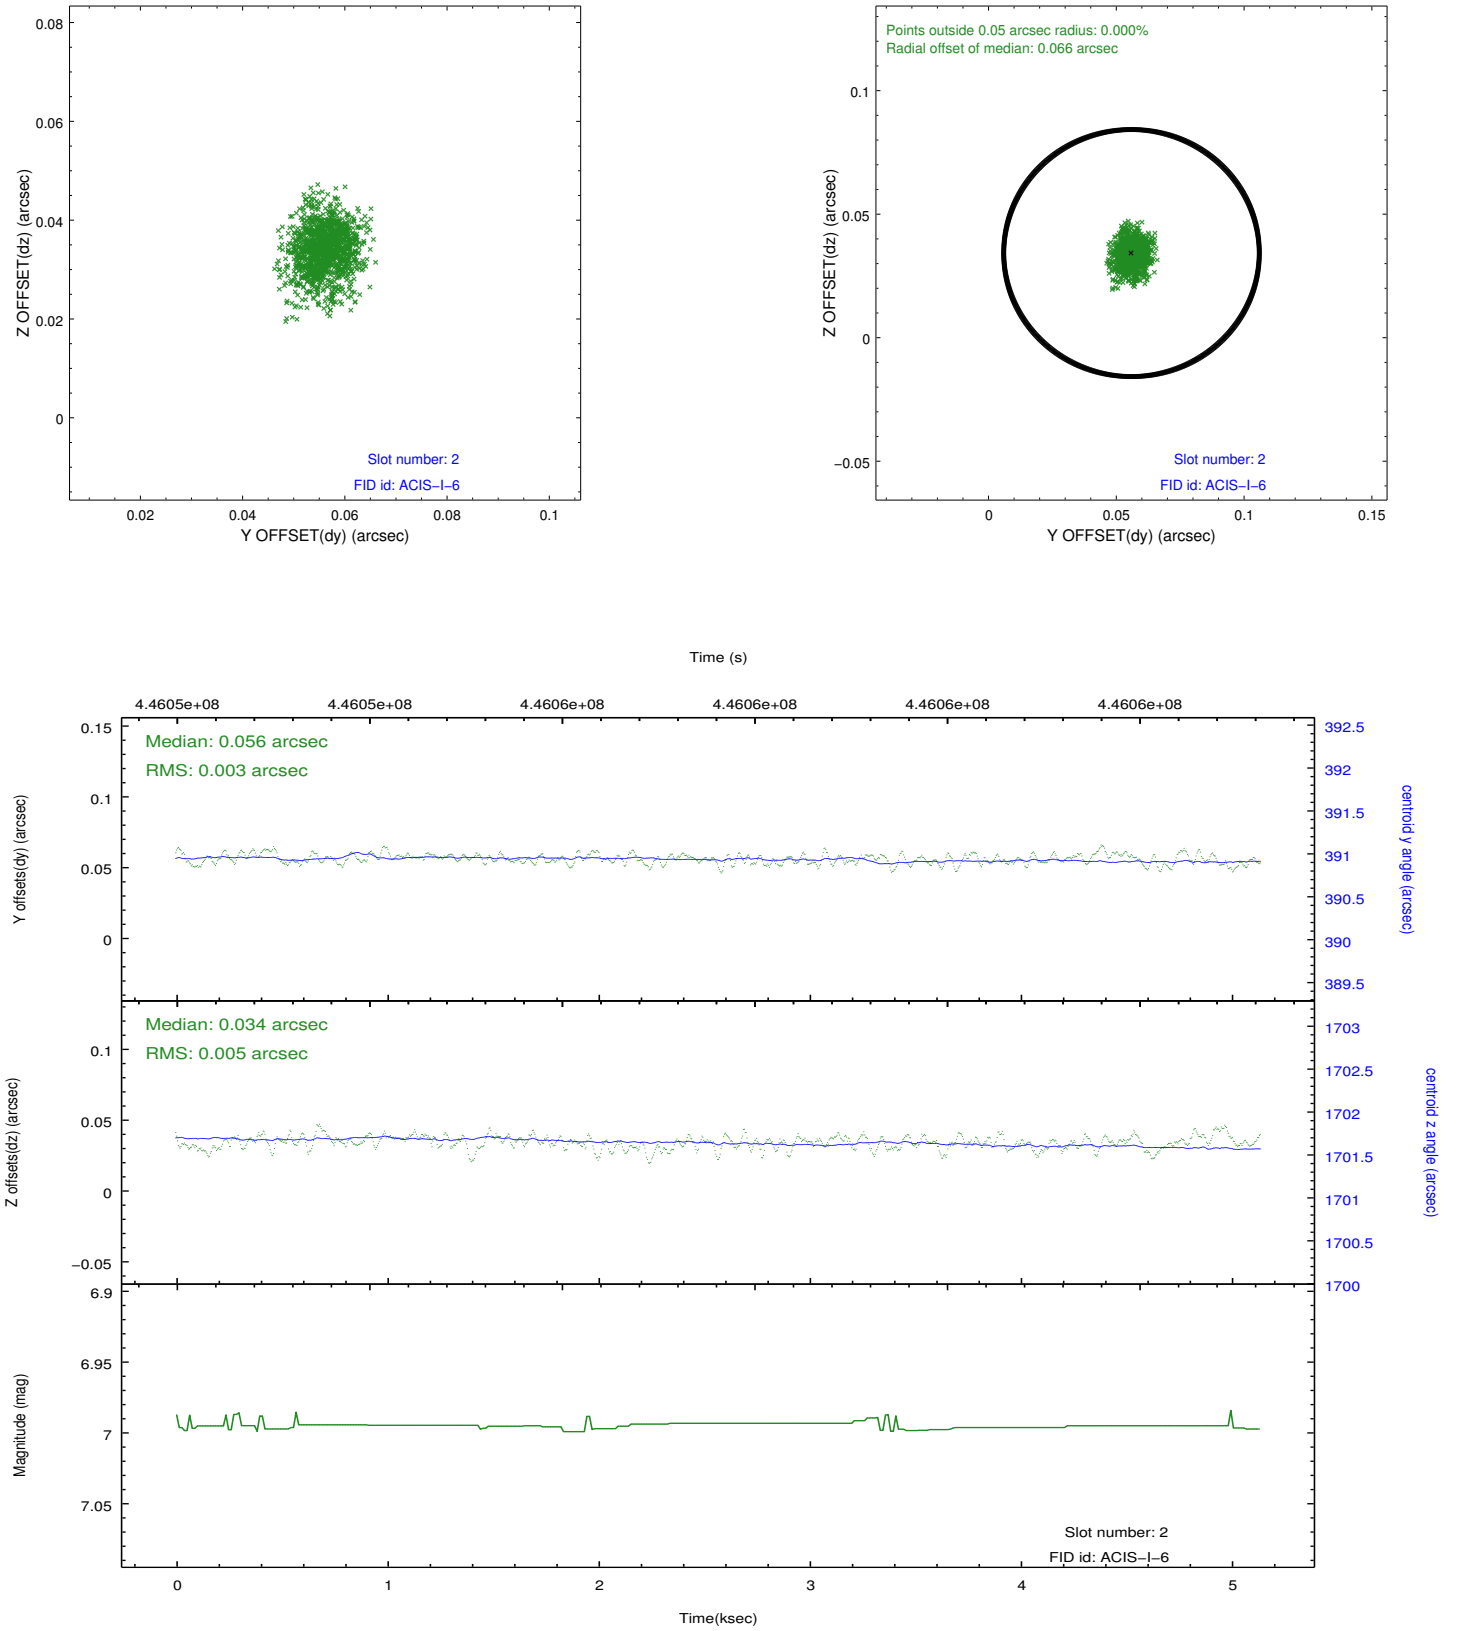 0.08
0.06
0.04
0.02
0
Z OFFSET(dz) (arcsec)
Slot number: 2
FID id: ACIS−I−6
0.02 0.04 0.06 0.08 0.1
Y OFFSET(dy) (arcsec)
Points outside 0.05 arcsec radius: 0.000%
Radial offset of median: 0.066 arcsec
0.1
0.05
0
−0.05
Z OFFSET(dz) (arcsec)
Slot number: 2
FID id: ACIS−I−6
0 0.05 0.1 0.15
Y OFFSET(dy) (arcsec)
Time (s)
4.4605e+08 4.4605e+08 4.4606e+08 4.4606e+08 4.4606e+08 4.4606e+08
Median: 0.056 arcsec
RMS: 0.003 arcsec
0.15
0.1
0.05
0
Y offsets(dy) (arcsec)
392.5
392
391.5
391
390.5
390
389.5
centroid y angle (arcsec)
Median: 0.034 arcsec
RMS: 0.005 arcsec
0.1
0.05
0
−0.05
Z offsets(dz) (arcsec)
1703
1702.5
1702
1701.5
1701
1700.5
1700
centroid z angle (arcsec)
6.9
6.95
7
7.05
Magnitude (mag)
Slot number: 2
FID id: ACIS−I−6
0 1 2 3 4 5
Time(ksec)